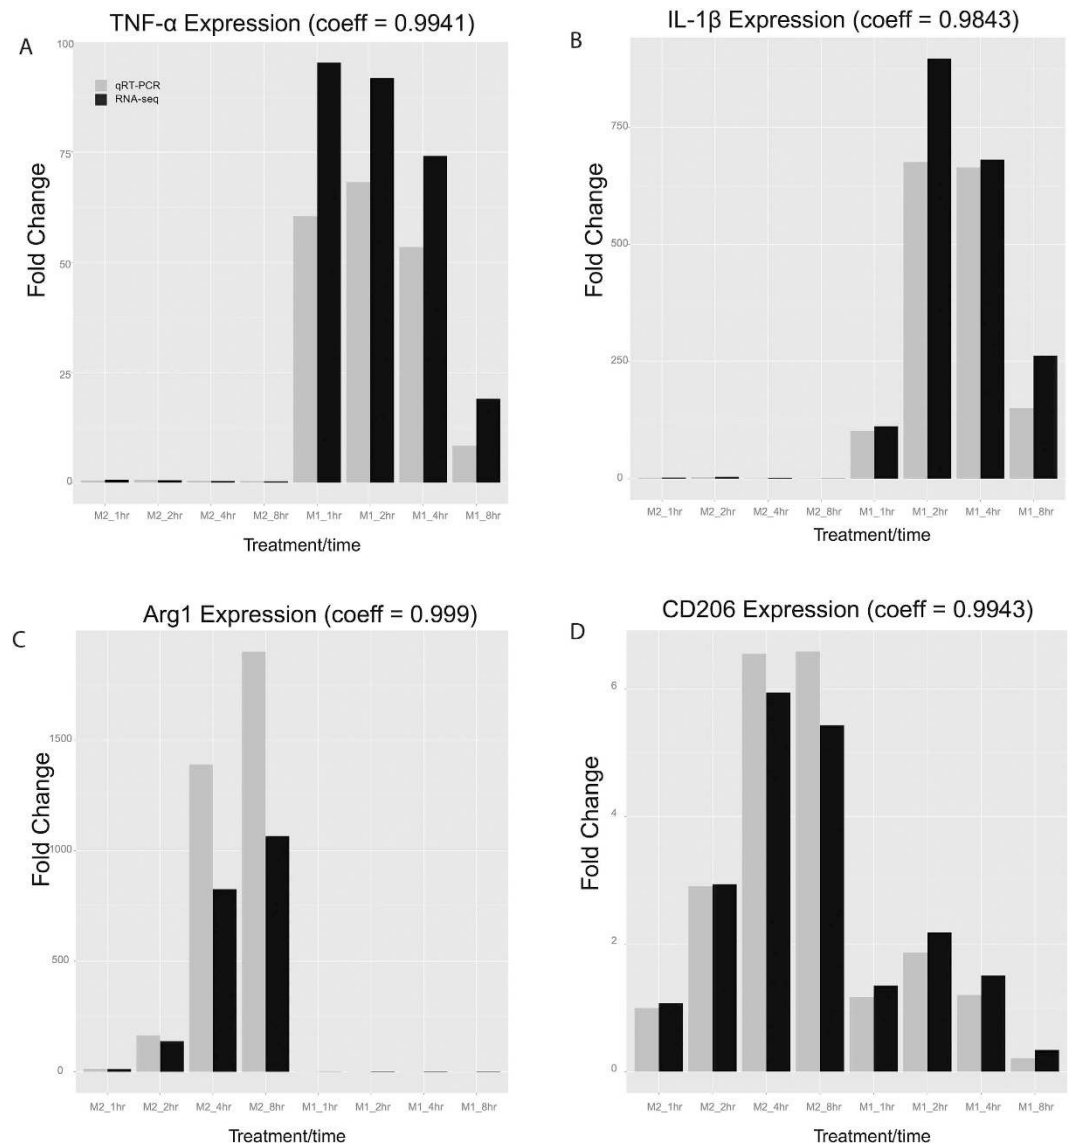 A
TNF-α Expression (coeff = 0.9941)
100
75
50
25
0
Fold Change
qRT-PCR
RNA-seq
M2_1hr M2_2hr M2_4hr M2_8hr M1_1hr M1_2hr M1_4hr M1_8hr
Treatment/time
B
IL-1β Expression (coeff = 0.9843)
750
500
250
0
Fold Change
M2_1hr M2_2hr M2_4hr M2_8hr M1_1hr M1_2hr M1_4hr M1_8hr
Treatment/time
C
Arg1 Expression (coeff = 0.999)
1500
1000
500
0
Fold Change
M2_1hr M2_2hr M2_4hr M2_8hr M1_1hr M1_2hr M1_4hr M1_8hr
Treatment/time
D
CD206 Expression (coeff = 0.9943)
6
4
2
0
Fold Change
M2_1hr M2_2hr M2_4hr M2_8hr M1_1hr M1_2hr M1_4hr M1_8hr
Treatment/time